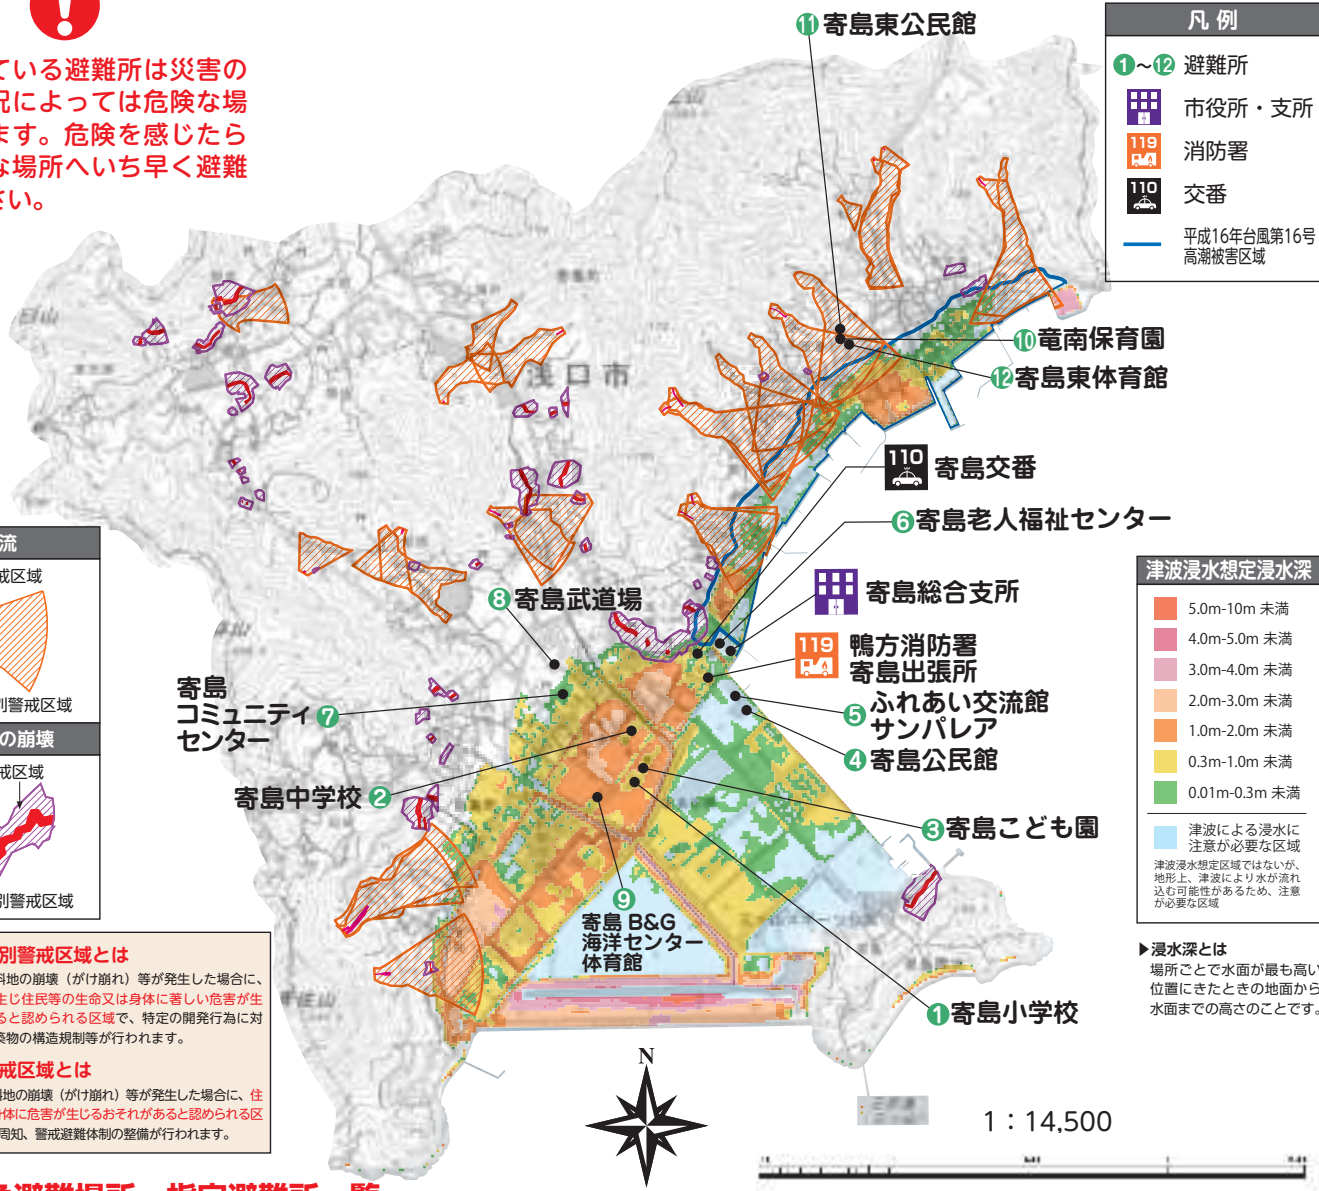 ている避難所は災害の
況によっては危険な場
ます。危険を感じたら
な場所へいち早く避難
さい。
凡例
1～12 避難所
市役所・支所
119 消防署
110 交番
平成16年台風第16号
高潮被害区域
11 寄島東公民館
10 竜南保育園
12 寄島東体育館
浅口市
110 寄島交番
6 寄島老人福祉センター
寄島総合支所
8 寄島武道場
119 鴨方消防署
寄島出張所
5 ふれあい交流館
サンパレア
4 寄島公民館
寄島
コミュニティ 7
センター
寄島中学校 2
3 寄島こども園
9
寄島 B&G
海洋センター
体育館
1 寄島小学校
流
戒区域
別警戒区域
の崩壊
戒区域
別警戒区域
津波浸水想定浸水深
5.0m-10m 未満
4.0m-5.0m 未満
3.0m-4.0m 未満
2.0m-3.0m 未満
1.0m-2.0m 未満
0.3m-1.0m 未満
0.01m-0.3m 未満
津波による浸水に
注意が必要な区域
津波浸水想定区域ではないが、
地形上、津波により水が流れ
込む可能性があるため、注意
が必要な区域
▶浸水深とは
場所ごとで水面が最も高い
位置にきたときの地面から
水面までの高さのことです。
別警戒区域とは
斜地の崩壊（がけ崩れ）等が発生した場合に、
生じ住民等の生命又は身体に著しい危害が生
ると認められる区域で、特定の開発行為に対
築物の構造規制等が行われます。
戒区域とは
斜地の崩壊（がけ崩れ）等が発生した場合に、住
身体に危害が生じるおそれがあると認められる区
周知、警戒避難体制の整備が行われます。
N
1：14,500